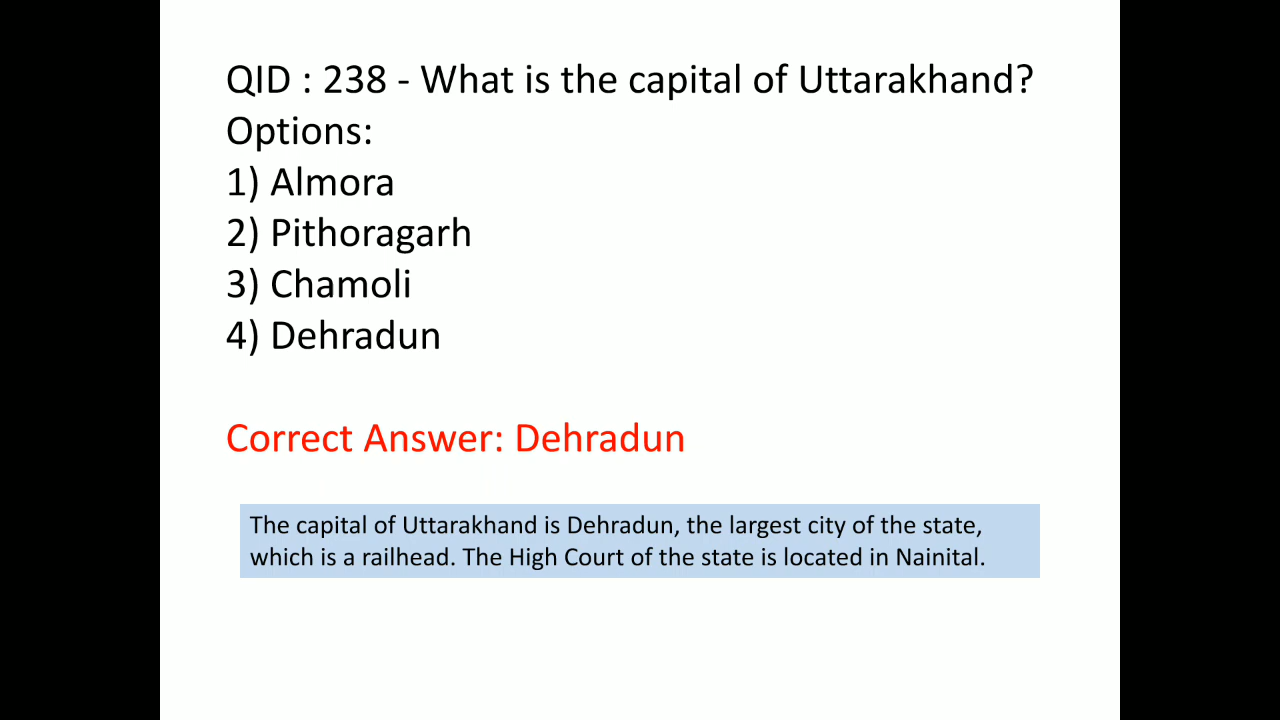 QID : 238 - What is the capital of Uttarakhand?
Options:
1) Almora
2) Pithoragarh
3) Chamoli
4) Dehradun
Correct Answer: Dehradun
The capital of Uttarakhand is Dehradun, the largest city of the state,
which is a railhead. The High Court of the state is located in Nainital.